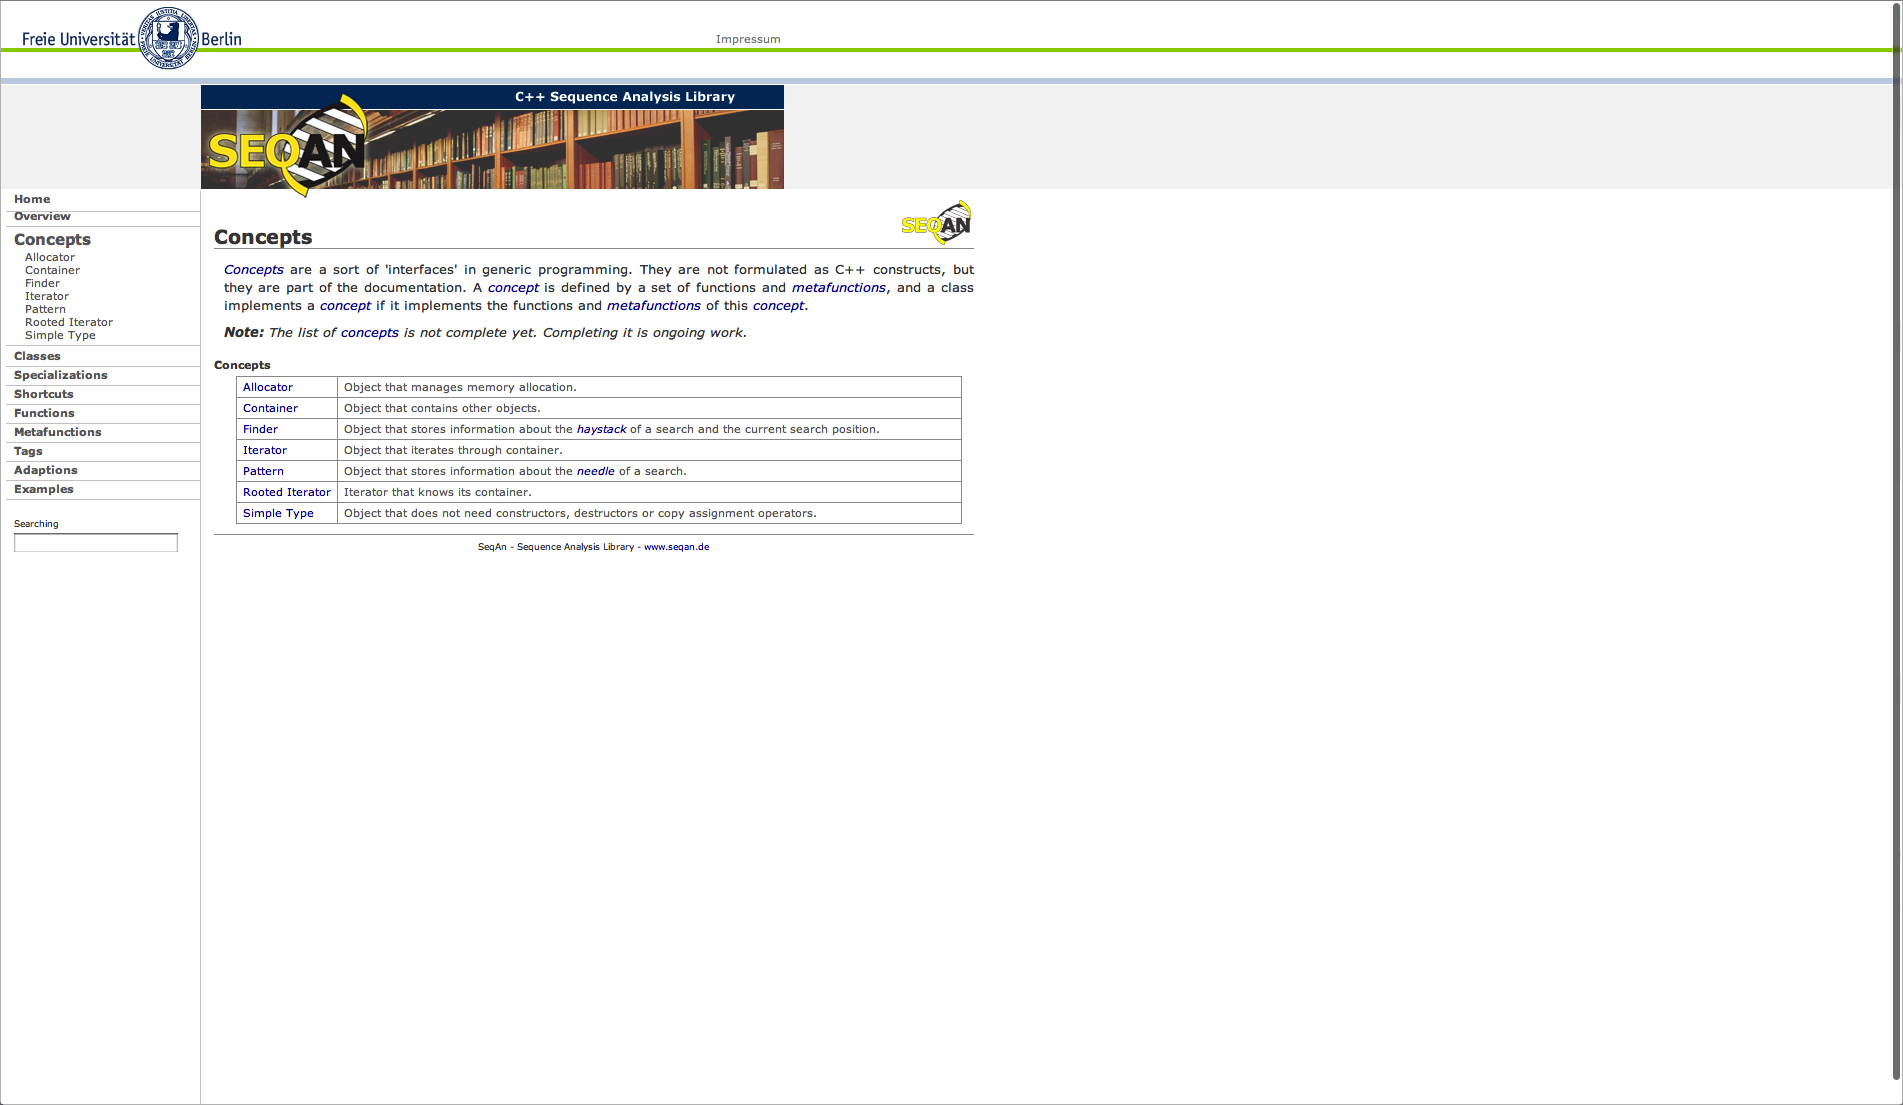 Freie Universität Berlin
Impressum
C++ Sequence Analysis Library
SEQAN
Home
Overview
Concepts
Allocator
Container
Finder
Iterator
Pattern
Rooted Iterator
Simple Type
Classes
Specializations
Shortcuts
Functions
Metafunctions
Tags
Adaptions
Examples
Searching
SEQAN
Concepts
Concepts are a sort of 'interfaces' in generic programming. They are not formulated as C++ constructs, but
they are part of the documentation. A concept is defined by a set of functions and metafunctions, and a class
implements a concept if it implements the functions and metafunctions of this concept.
Note: The list of concepts is not complete yet. Completing it is ongoing work.
Concepts
Allocator Object that manages memory allocation.
Container Object that contains other objects.
Finder Object that stores information about the haystack of a search and the current search position.
Iterator Object that iterates through container.
Pattern Object that stores information about the needle of a search.
Rooted Iterator Iterator that knows its container.
Simple Type Object that does not need constructors, destructors or copy assignment operators.
SeqAn - Sequence Analysis Library - www.seqan.de